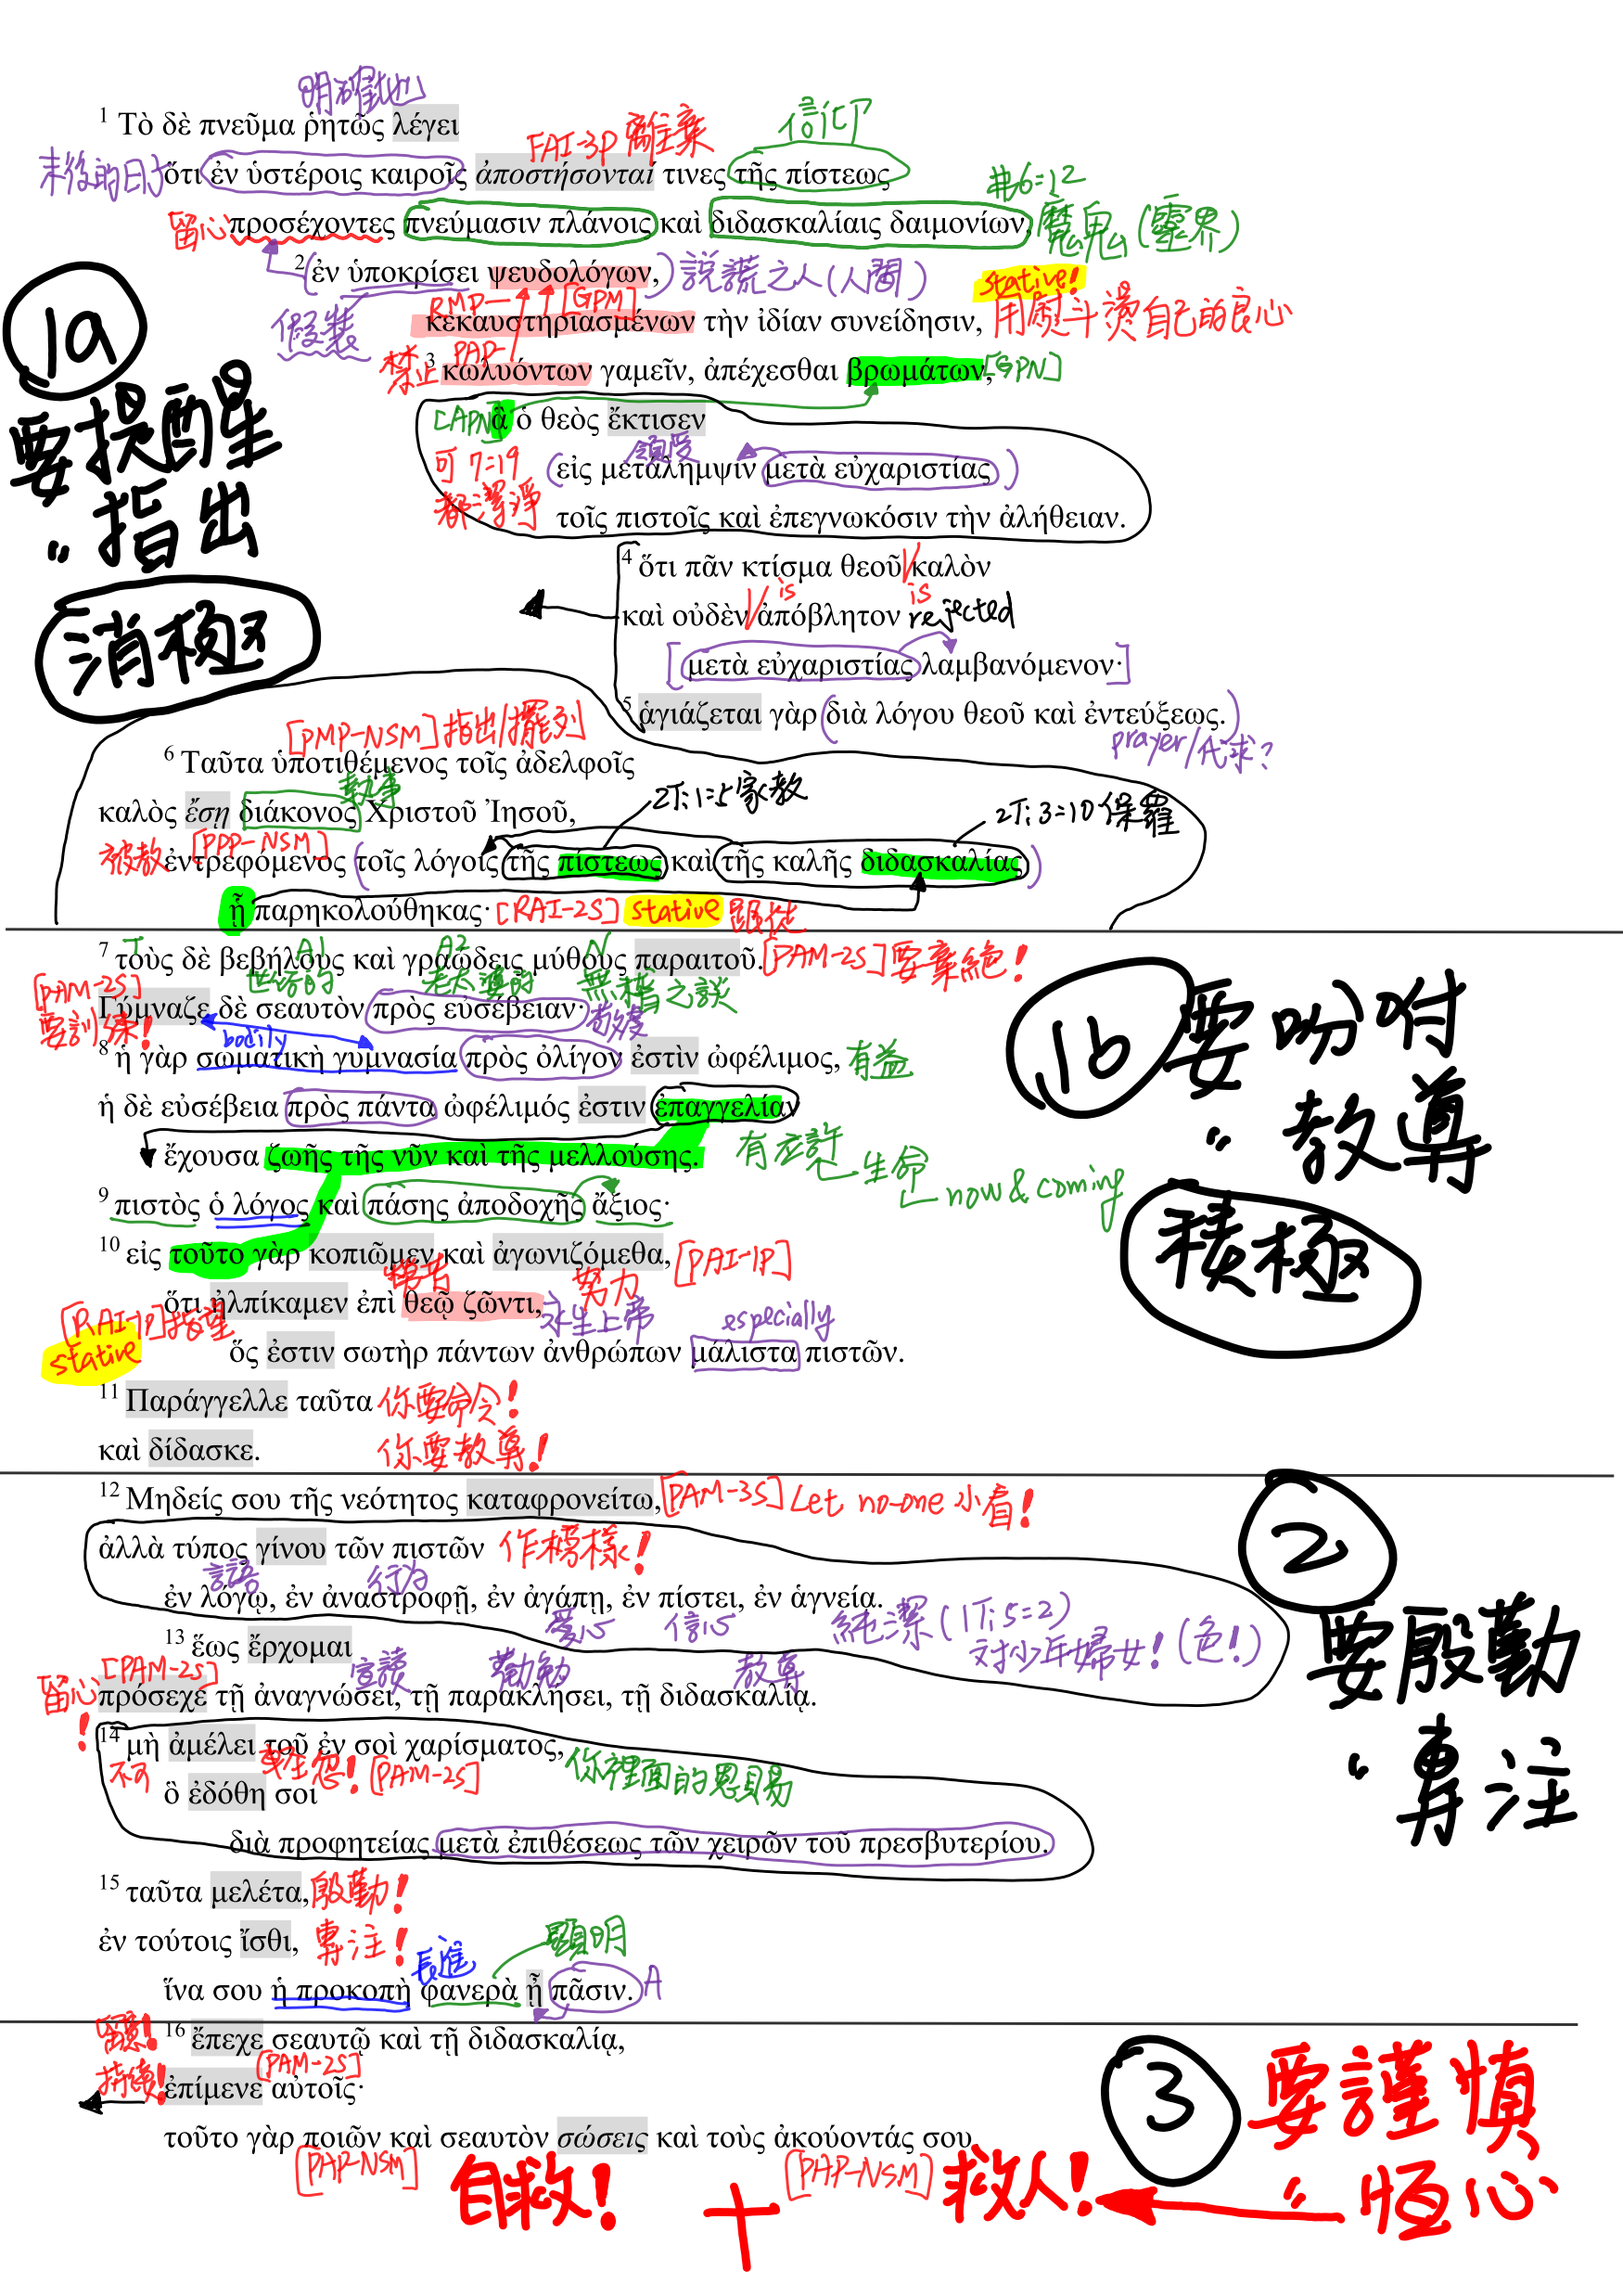 明確地
1 Τὸ δὲ πνεῦμα ῥητῶς λέγει
FAI-3P 離棄
信仰
末後的日子 ὅτι ἐν ὑστέροις καιροῖς ἀποστήσονταί τινες τῆς πίστεως
弗6:12
留心 προσέχοντες πνεύμασιν πλάνοις καὶ διδασκαλίαις δαιμονίων, 魔鬼(靈界)
2 ἐν ὑποκρίσει ψευδολόγων, 說謊之人(人間) stative!
假裝
RMP- [GPM]
κεκαυστηριασμένων τὴν ἰδίαν συνείδησιν, 用熨斗燙自己的良心
PAP-
禁止 3 κωλυόντων γαμεῖν, ἀπέχεσθαι βρωμάτων, [GPN]
1a
要提醒
〃指出
消極
[APN] ἃ ὁ θεὸς ἔκτισεν
領受
可7:19 εἰς μετάλημψιν μετὰ εὐχαριστίας
都潔淨 τοῖς πιστοῖς καὶ ἐπεγνωκόσιν τὴν ἀλήθειαν.
4 ὅτι πᾶν κτίσμα θεοῦ καλὸν
is is
καὶ οὐδὲν ἀπόβλητον rejected
μετὰ εὐχαριστίας λαμβανόμενον·
5 ἁγιάζεται γὰρ διὰ λόγου θεοῦ καὶ ἐντεύξεως.
prayer/代求?
[PMP-NSM] 指出/擺列
6 Ταῦτα ὑποτιθέμενος τοῖς ἀδελφοῖς
執事
2Ti 1:5 家教
2Ti 3:10 保羅
καλὸς ἔσῃ διάκονος Χριστοῦ Ἰησοῦ,
[PPP-NSM]
被教 ἐντρεφόμενος τοῖς λόγοις τῆς πίστεως καὶ τῆς καλῆς διδασκαλίας
ᾗ παρηκολούθηκας· [RAI-2S] stative 跟從
T A1 A2 N
7 τοὺς δὲ βεβήλους καὶ γραώδεις μύθους παραιτοῦ. [PAM-2S] 要棄絕!
世俗的 老太婆的 無稽之談
[PAM-2S]
要訓練!
Γύμναζε δὲ σεαυτὸν πρὸς εὐσέβειαν· 敬虔
bodily
8 ἡ γὰρ σωματικὴ γυμνασία πρὸς ὀλίγον ἐστὶν ὠφέλιμος, 有益
1b 要吩咐
〃教導
積極
ἡ δὲ εὐσέβεια πρὸς πάντα ὠφέλιμός ἐστιν ἐπαγγελίαν
ἔχουσα ζωῆς τῆς νῦν καὶ τῆς μελλούσης. 有应許 生命
now & coming
9 πιστὸς ὁ λόγος καὶ πάσης ἀποδοχῆς ἄξιος·
10 εἰς τοῦτο γὰρ κοπιῶμεν καὶ ἀγωνιζόμεθα, [PAI-1P]
勞苦 努力
ὅτι ἠλπίκαμεν ἐπὶ θεῷ ζῶντι, 永生上帝
[RAI-1P] 指望
stative
especially
ὅς ἐστιν σωτὴρ πάντων ἀνθρώπων μάλιστα πιστῶν.
11 Παράγγελλε ταῦτα 你要命令!
καὶ δίδασκε. 你要教導!
12 Μηδείς σου τῆς νεότητος καταφρονείτω, [PAM-3S] Let no-one 小看!
ἀλλὰ τύπος γίνου τῶν πιστῶν 作榜樣!
言語 行为
ἐν λόγῳ, ἐν ἀναστροφῇ, ἐν ἀγάπῃ, ἐν πίστει, ἐν ἁγνείᾳ.
愛心 信心 純潔(1Ti 5:2)
对少年婦女!(色!)
2
要殷勤
〃專注
13 ἕως ἔρχομαι
[PAM-2S] 宣讀 勸勉 教導
留心! πρόσεχε τῇ ἀναγνώσει, τῇ παρακλήσει, τῇ διδασκαλίᾳ.
14 μὴ ἀμέλει τοῦ ἐν σοὶ χαρίσματος, 你裡面的恩賜
不可 輕忽! [PAM-2S]
ὃ ἐδόθη σοι
διὰ προφητείας μετὰ ἐπιθέσεως τῶν χειρῶν τοῦ πρεσβυτερίου.
15 ταῦτα μελέτα, 殷勤!
ἐν τούτοις ἴσθι, 專注!
長進 顯明
ἵνα σου ἡ προκοπὴ φανερὰ ᾖ πᾶσιν. A
留意! 16 ἔπεχε σεαυτῷ καὶ τῇ διδασκαλίᾳ,
[PAM-2S]
持續! ἐπίμενε αὐτοῖς·
τοῦτο γὰρ ποιῶν καὶ σεαυτὸν σώσεις καὶ τοὺς ἀκούοντάς σου.
[PAP-NSM] 自救! + [PAP-NSM] 救人!
3 要謹慎
〃恆心